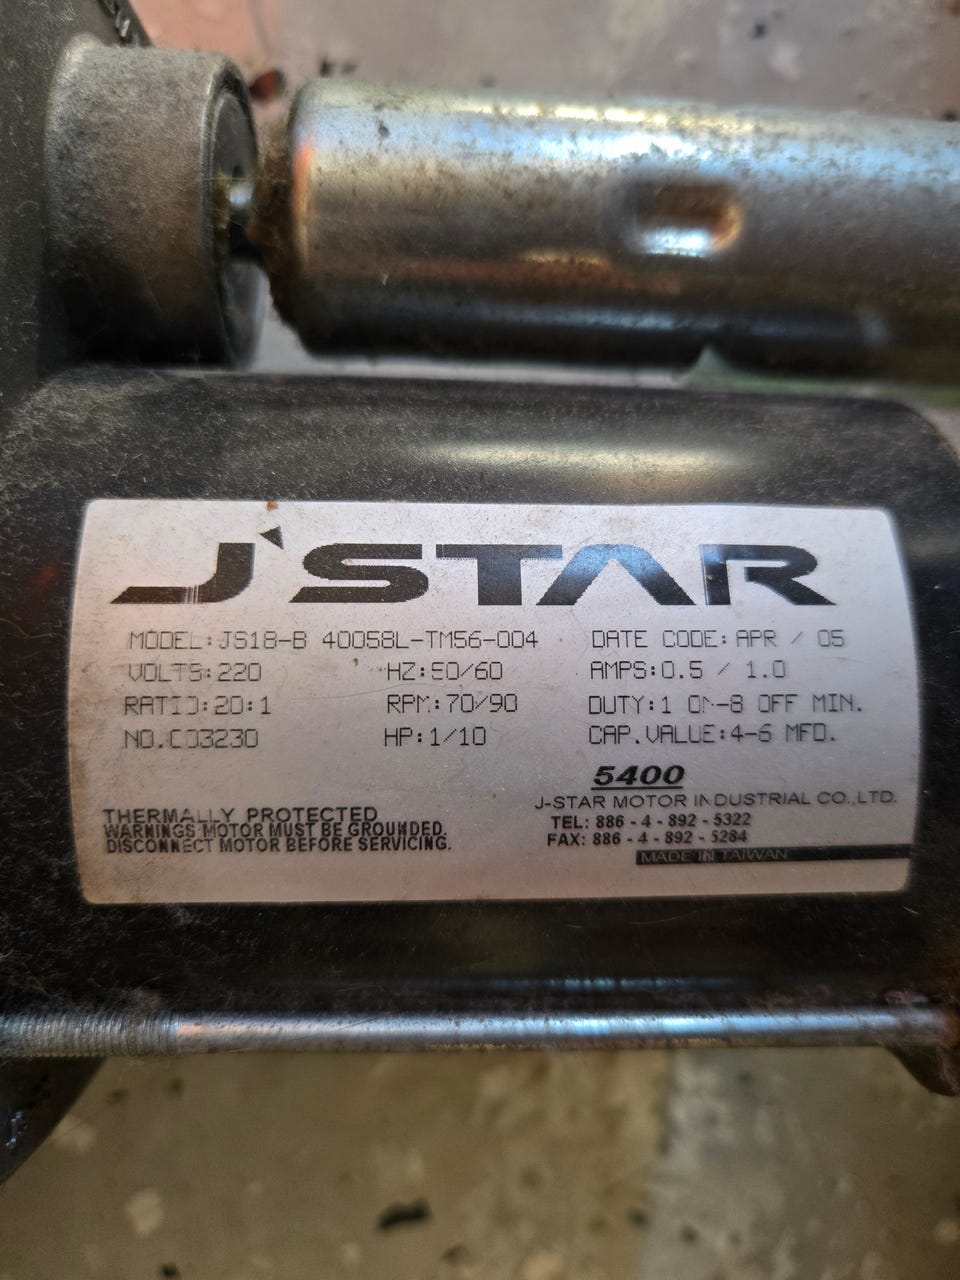 J'STAR
MODEL:JS18-B 40058L-TM56-004 DATE CODE: APR / 05
VOLTS:220 HZ:50/60 AMPS:0.5 / 1.0
RATIO:20:1 RPM:70/90 DUTY:1 ON-8 OFF MIN.
NO.C03230 HP:1/10 CAP.VALUE:4-6 MFD.
5400
J-STAR MOTOR INDUSTRIAL CO.,LTD.
TEL: 886 - 4 - 892 - 5322
FAX: 886 - 4 - 892 - 5284
MADE IN TAIWAN
THERMALLY PROTECTED
WARNINGS MOTOR MUST BE GROUNDED.
DISCONNECT MOTOR BEFORE SERVICING.